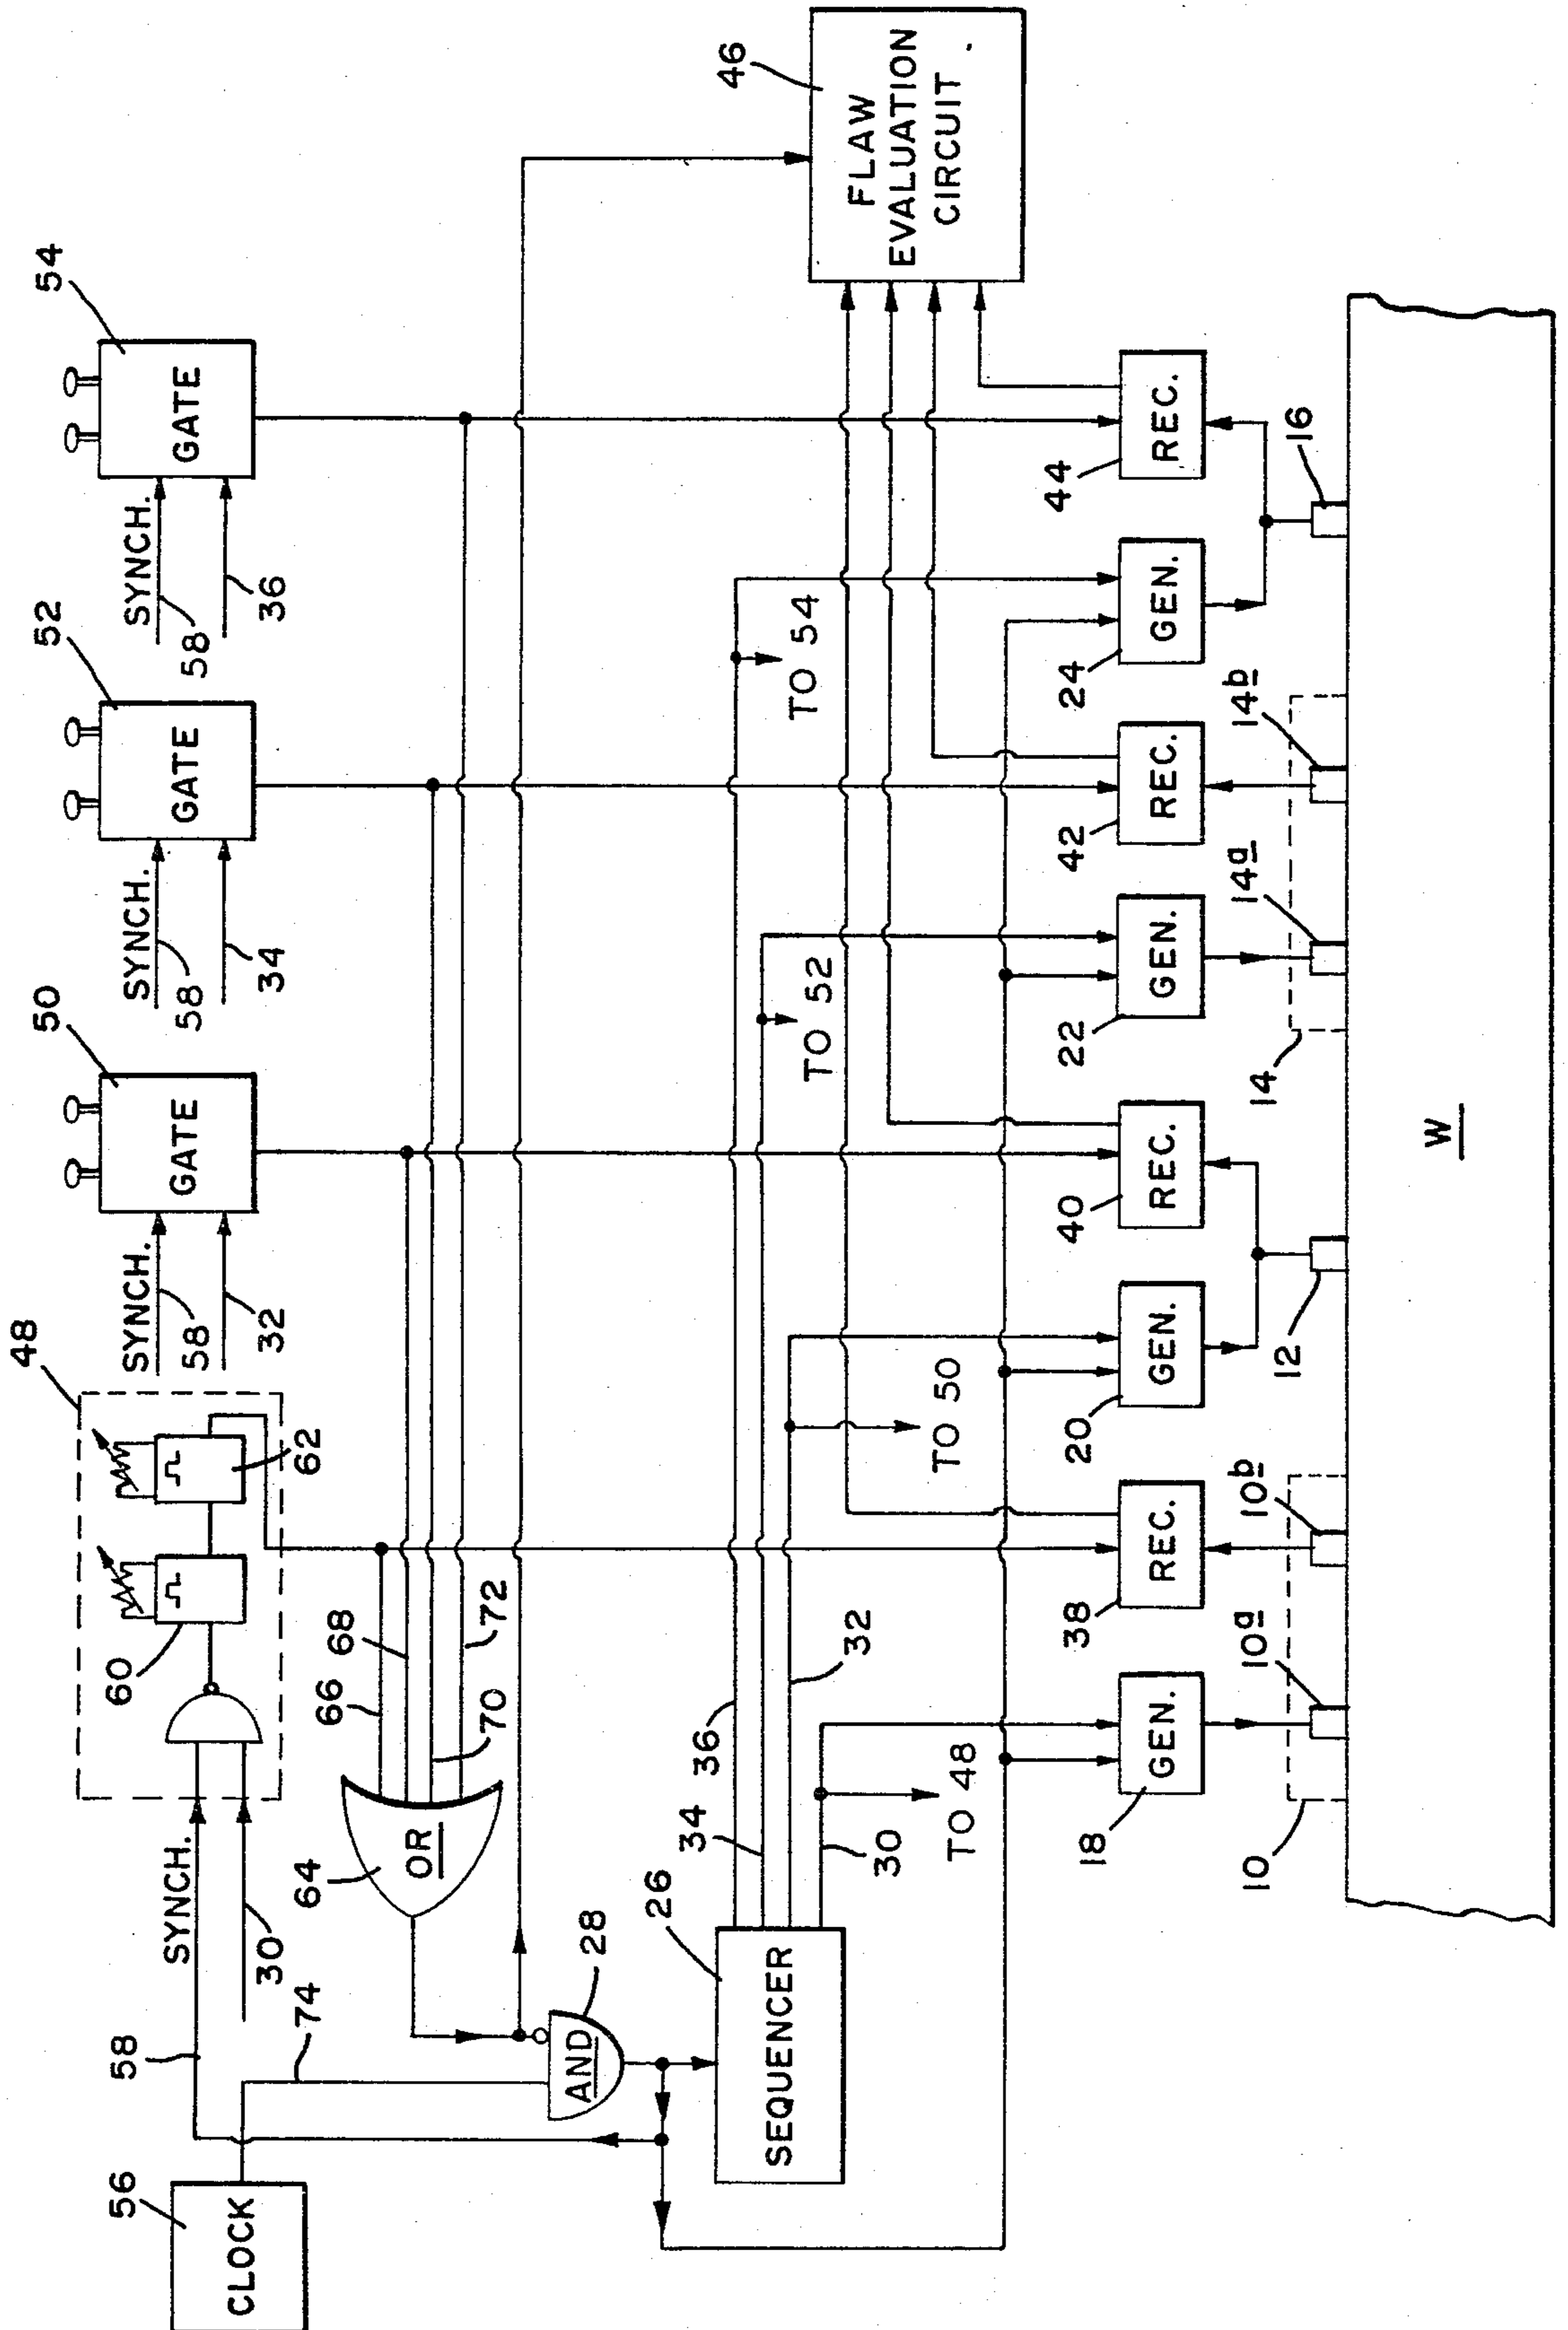 CLOCK
56
58
74
SYNCH.
30
48
60
62
SYNCH.
58
32
50
GATE
SYNCH.
58
34
52
GATE
SYNCH.
58
36
54
GATE
64
OR
66
68
70
72
28
AND
26
SEQUENCER
36
34
32
30
TO 48
TO 50
TO 52
TO 54
46
FLAW
EVALUATION
CIRCUIT
18
GEN.
38
REC.
20
GEN.
40
REC.
22
GEN.
42
REC.
24
GEN.
44
REC.
10
10a
10b
12
14
14a
14b
16
W